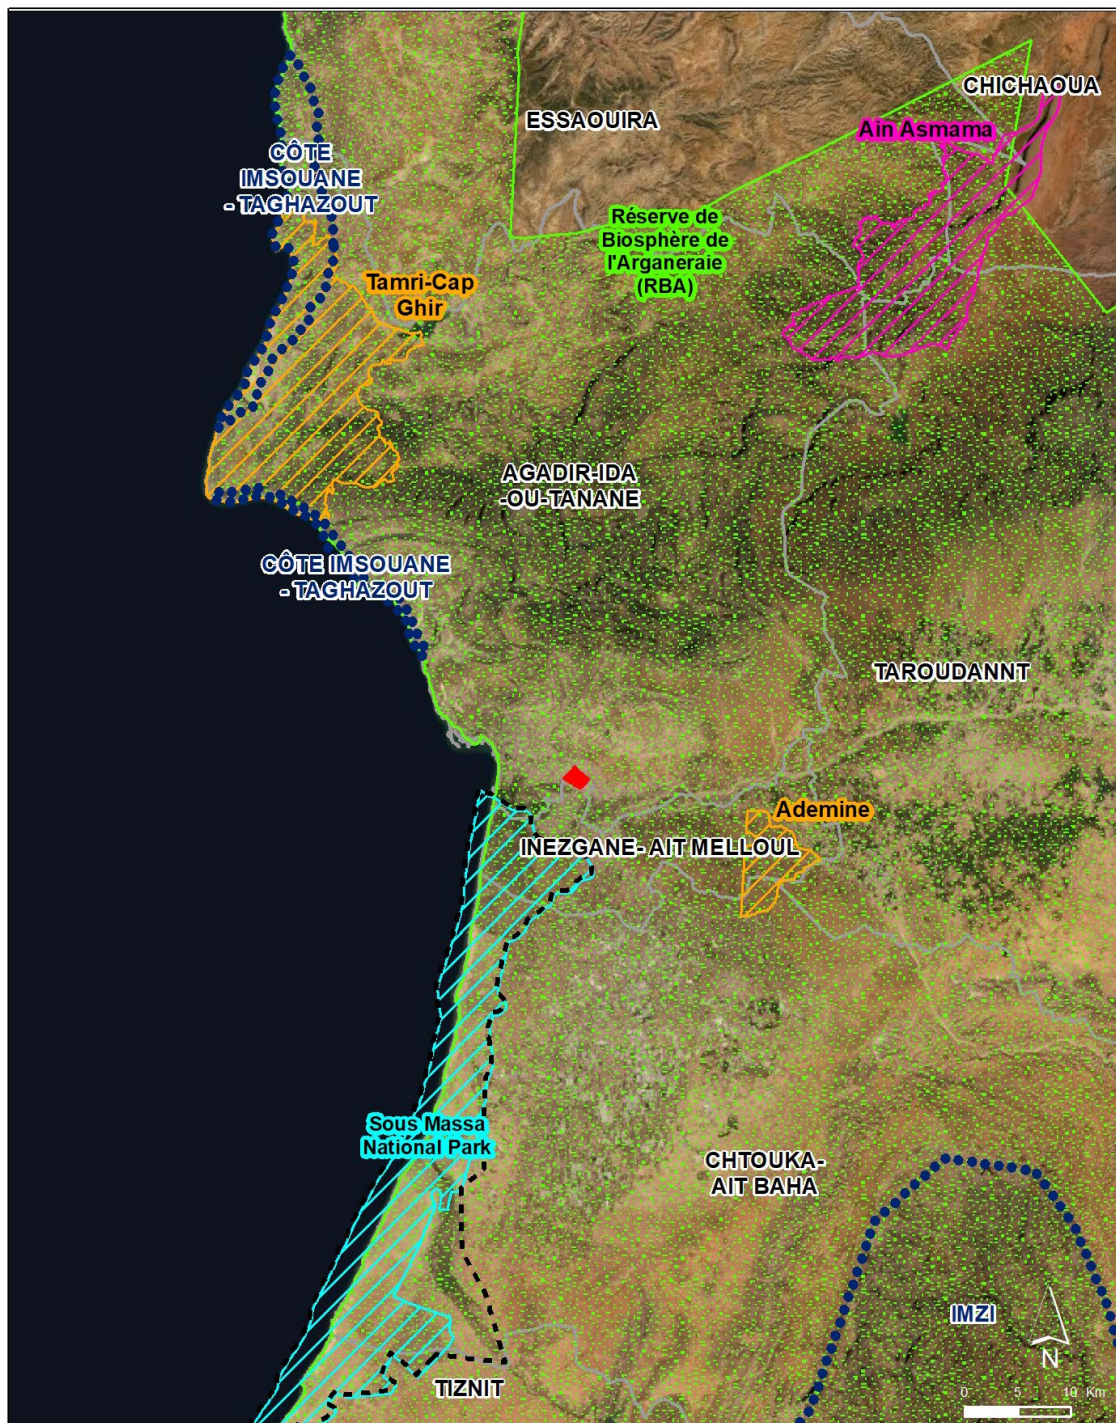 CHICHAOUA
ESSAOUIRA
Ain Asmama
CÔTE
IMSOUANE
- TAGHAZOUT
Réserve de
Biosphère de
l'Arganeraie
(RBA)
Tamri-Cap
Ghir
AGADIR-IDA
-OU-TANANE
CÔTE IMSOUANE
- TAGHAZOUT
TAROUDANNT
Ademine
INEZGANE- AIT MELLOUL
Sous Massa
National Park
CHTOUKA-
AIT BAHA
IMZI
N
TIZNIT
0 5 10 Km